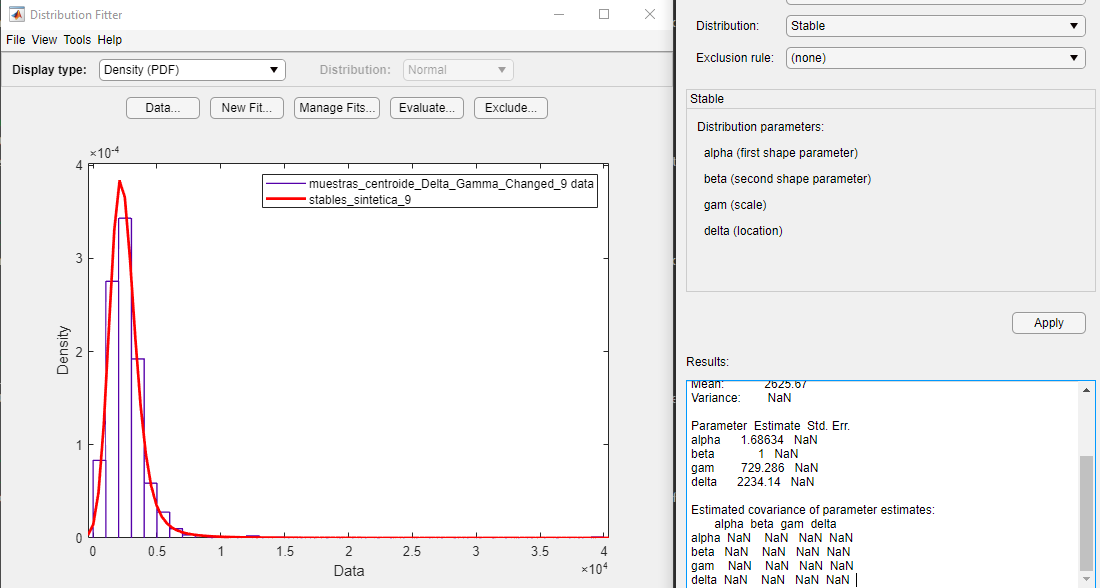 Distribution Fitter
File View Tools Help
Display type: Density (PDF) Distribution: Normal
Data... New Fit... Manage Fits... Evaluate... Exclude...
×10-4
muestras_centroide_Delta_Gamma_Changed_9 data
stables_sintetica_9
4
3
2
1
0
Density
0 0.5 1 1.5 2 2.5 3 3.5 4
×10^4
Data
Distribution: Stable
Exclusion rule: (none)
Stable
Distribution parameters:
alpha (first shape parameter)
beta (second shape parameter)
gam (scale)
delta (location)
Apply
Results:
Mean: 2625.67
Variance: NaN
Parameter Estimate Std. Err.
alpha 1.68634 NaN
beta 1 NaN
gam 729.286 NaN
delta 2234.14 NaN
Estimated covariance of parameter estimates:
alpha beta gam delta
alpha NaN NaN NaN NaN
beta NaN NaN NaN NaN
gam NaN NaN NaN NaN
delta NaN NaN NaN NaN